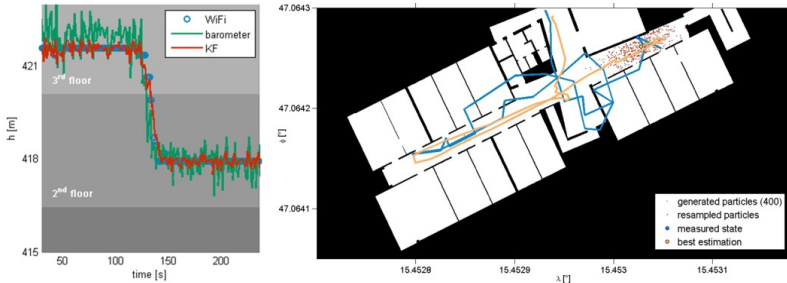 WiFi
barometer
KF
421
418
415
h [m]
3rd floor
2nd floor
50
100
150
200
time [s]
47.0643
47.0642
47.0641
ϕ [°]
generated particles (400)
resampled particles
measured state
best estimation
15.4528
15.4529
15.453
15.4531
λ [°]